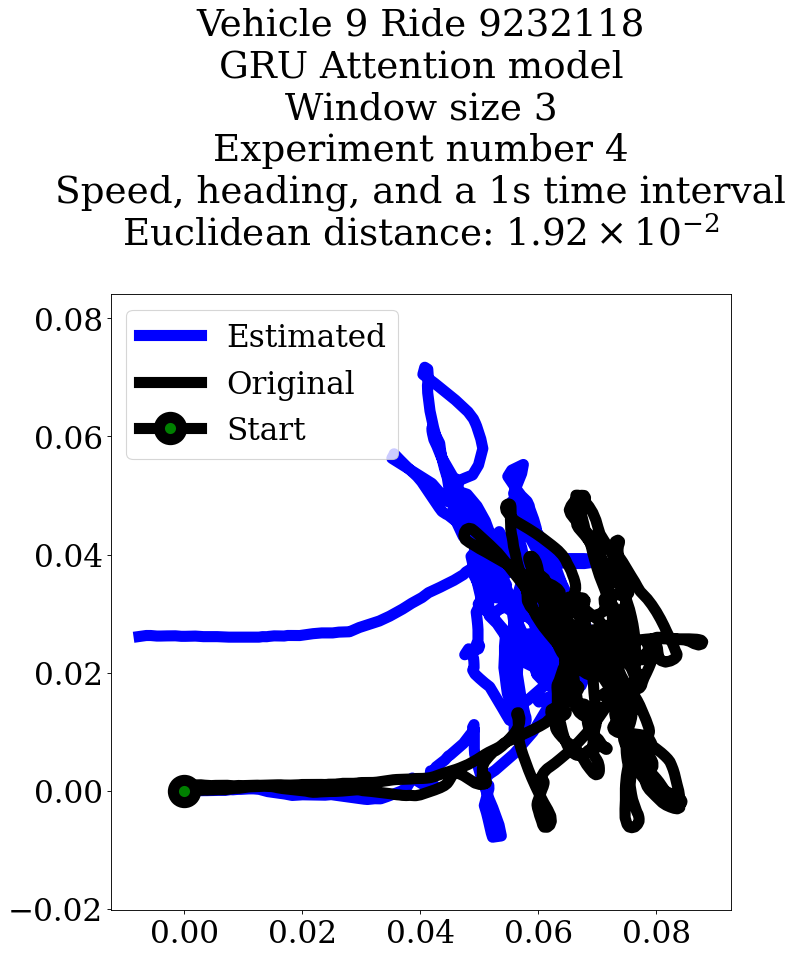 Vehicle 9 Ride 9232118
GRU Attention model
Window size 3
Experiment number 4
Speed, heading, and a 1s time interval
Euclidean distance: 1.92 × 10⁻²
Estimated
Original
Start
0.08
0.06
0.04
0.02
0.00
−0.02
0.00 0.02 0.04 0.06 0.08